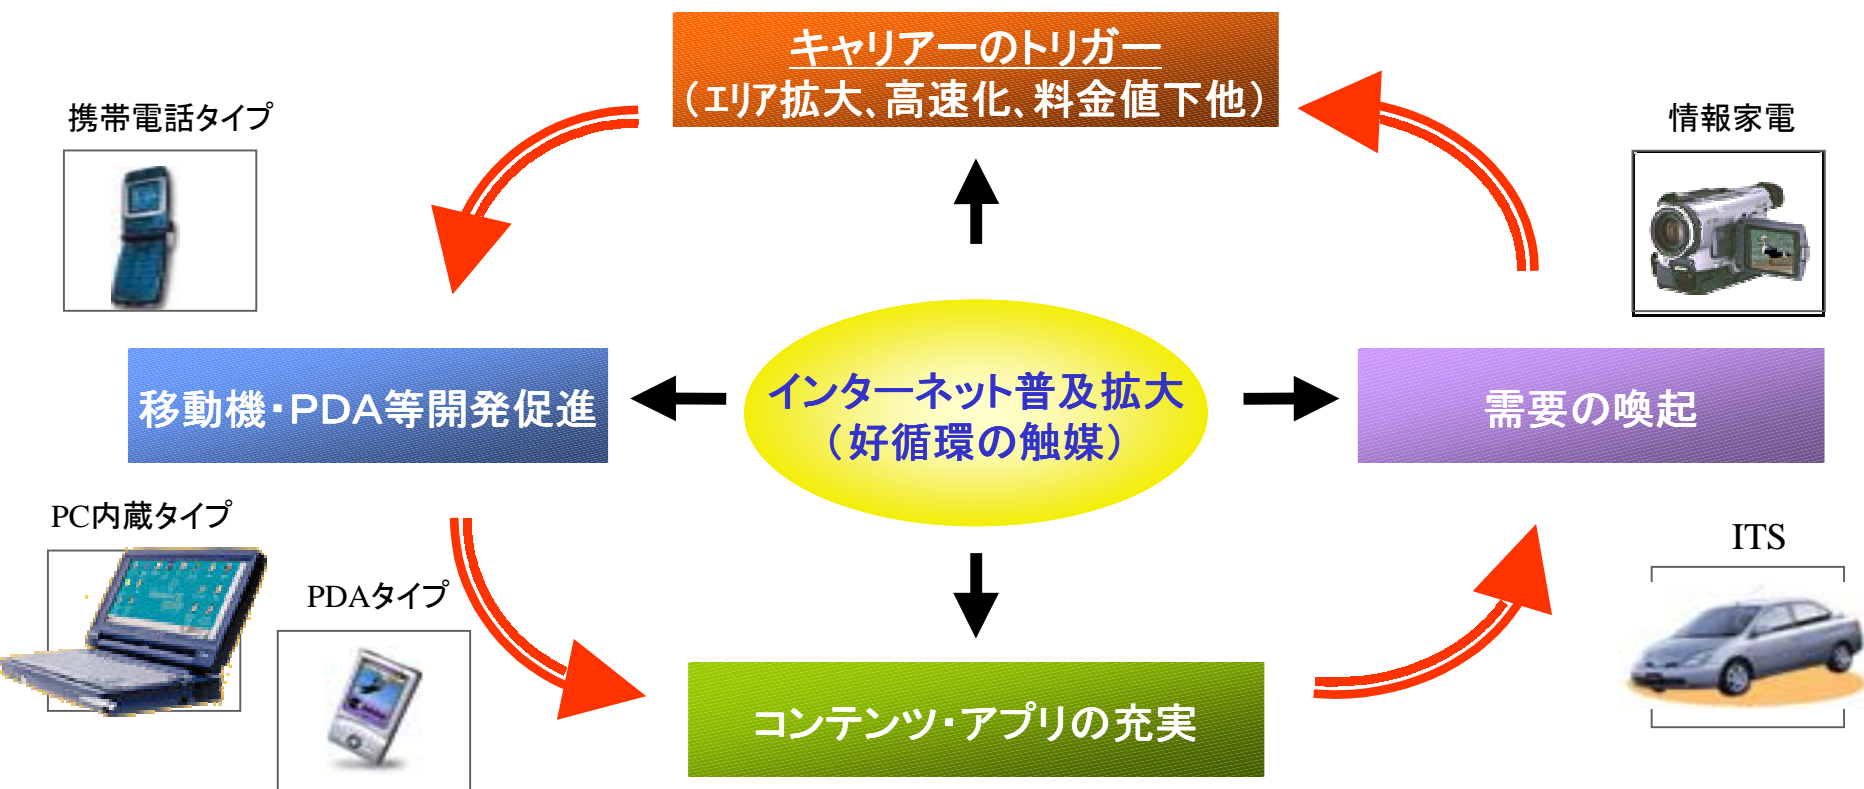 キャリアーのトリガー
（エリア拡大、高速化、料金値下他）
携帯電話タイプ
情報家電
インターネット普及拡大
（好循環の触媒）
移動機・PDA等開発促進
需要の喚起
PC内蔵タイプ
ITS
PDAタイプ
コンテンツ・アプリの充実